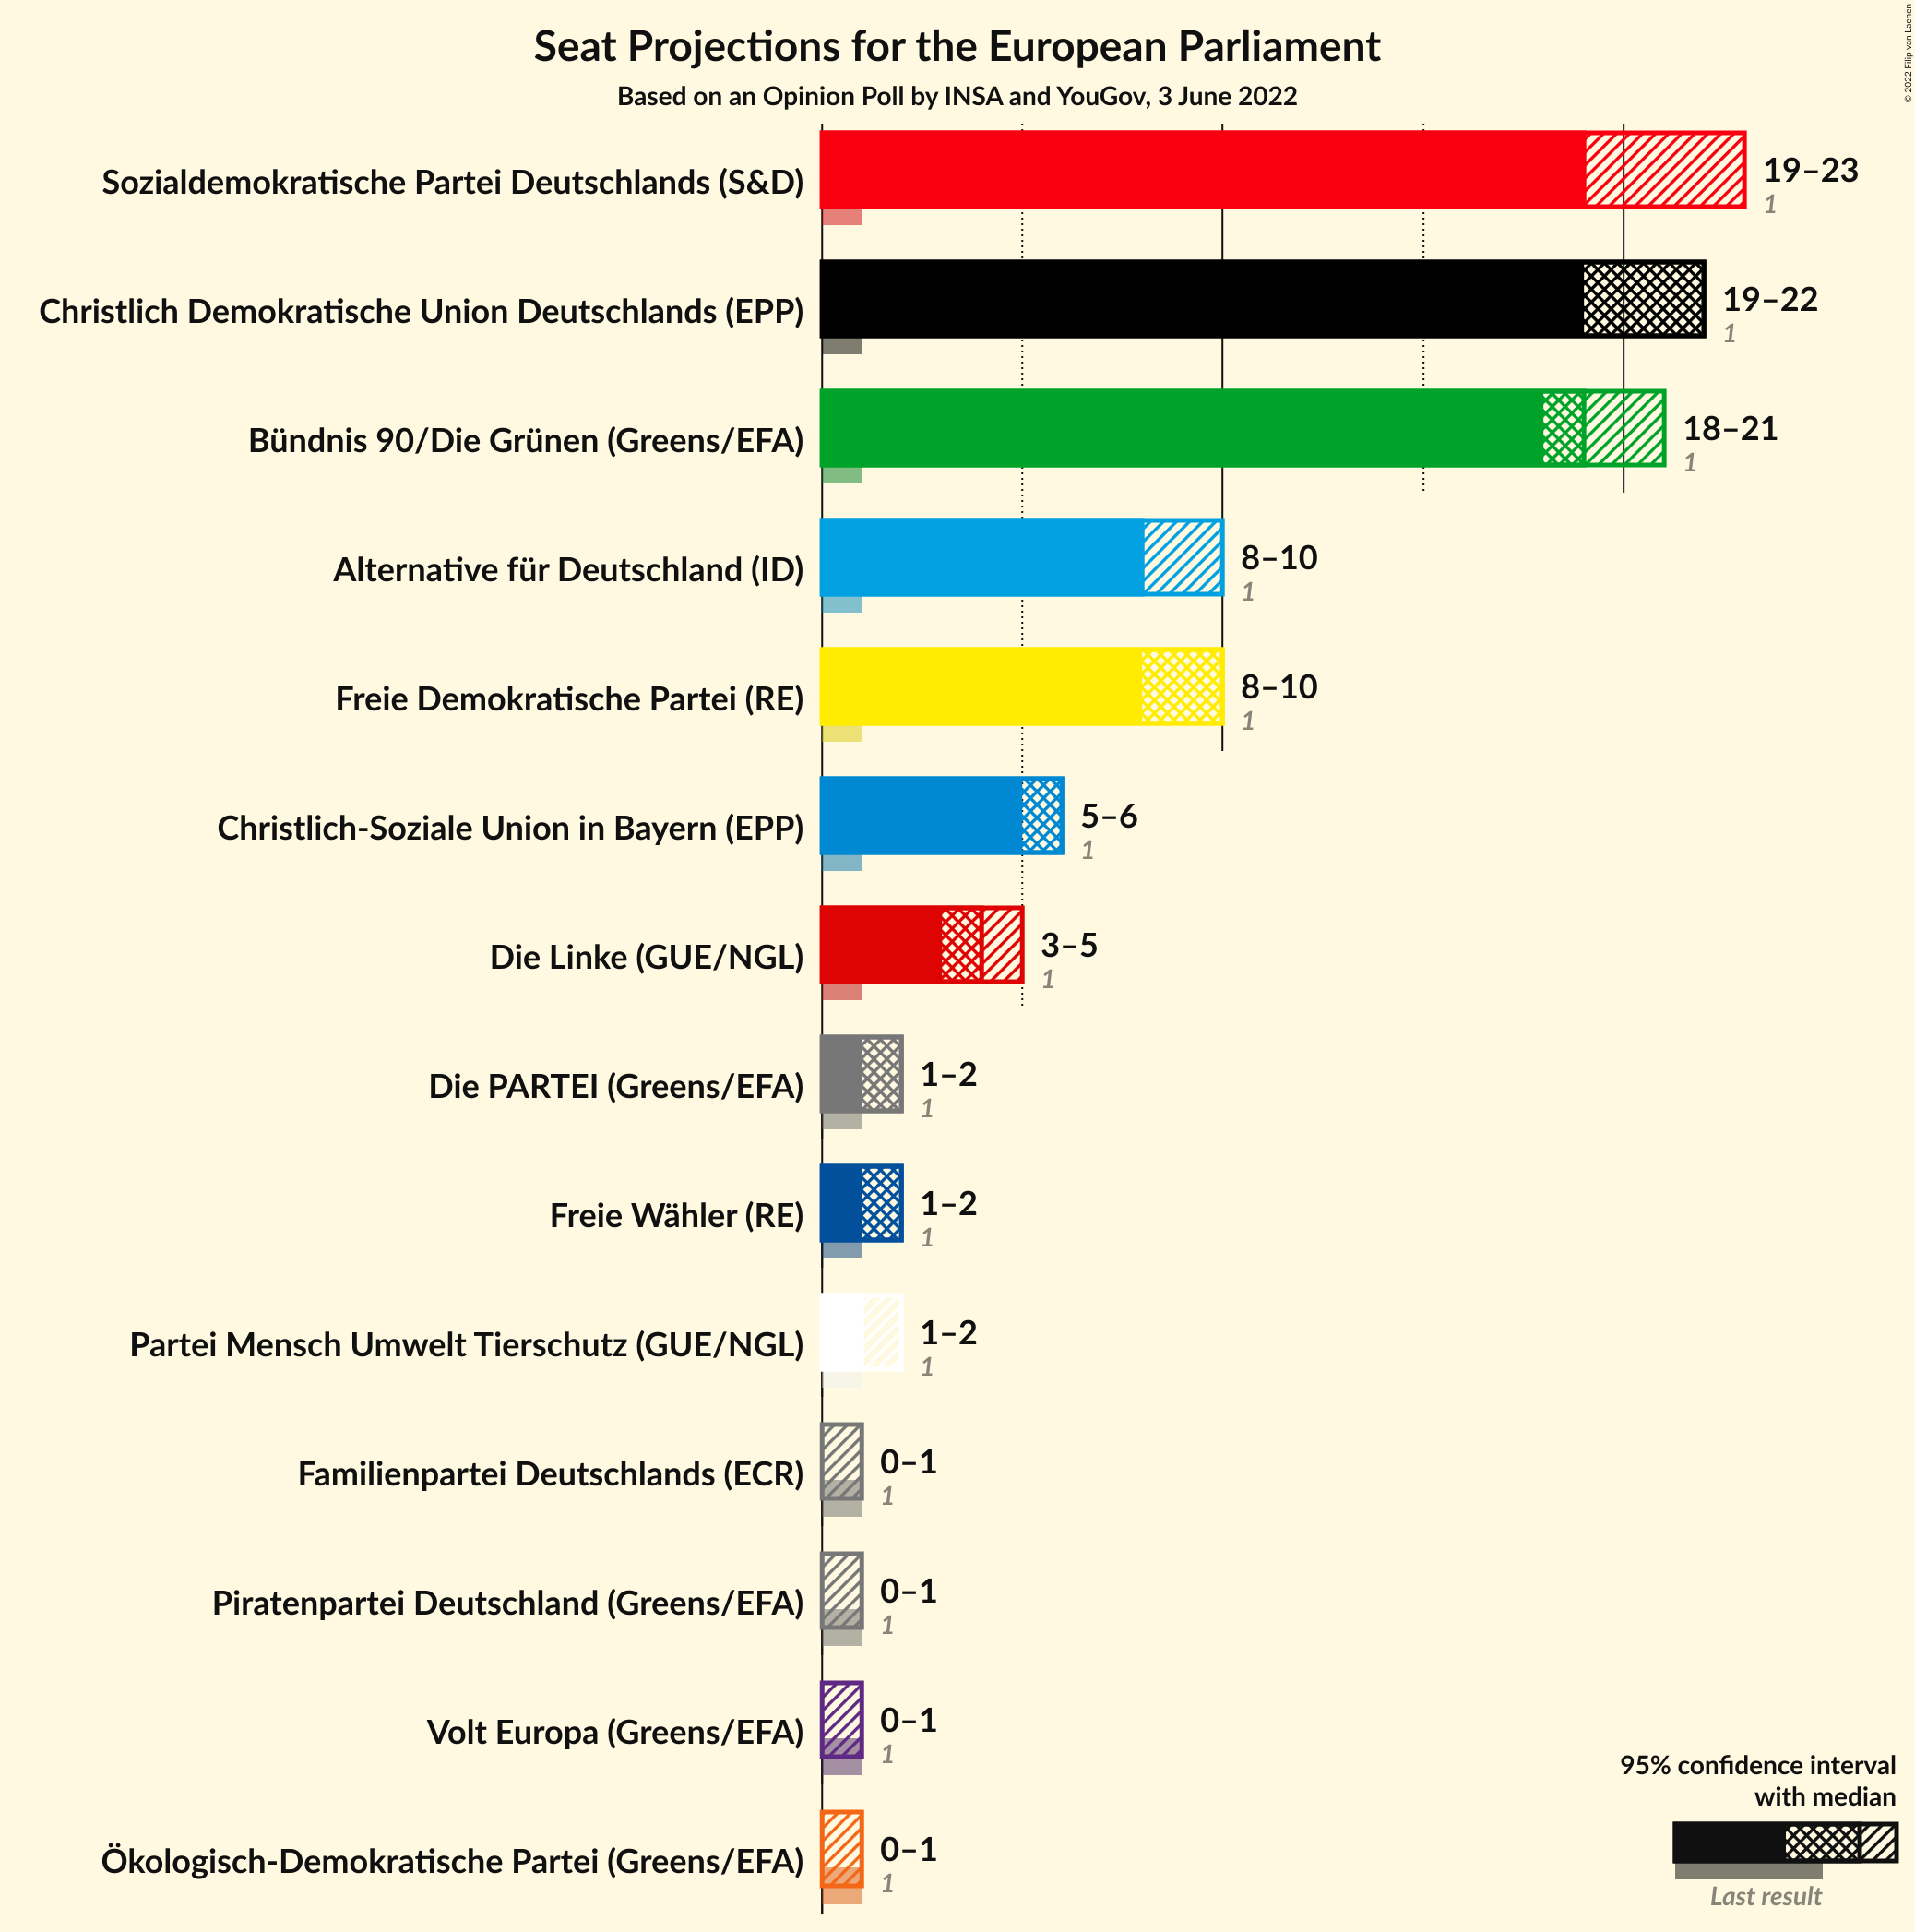 Seat Projections for the European Parliament
Based on an Opinion Poll by INSA and YouGov, 3 June 2022
© 2022 Filip van Laenen
Sozialdemokratische Partei Deutschlands (S&D)
19–23
1
Christlich Demokratische Union Deutschlands (EPP)
19–22
1
Bündnis 90/Die Grünen (Greens/EFA)
18–21
1
Alternative für Deutschland (ID)
8–10
1
Freie Demokratische Partei (RE)
8–10
1
Christlich-Soziale Union in Bayern (EPP)
5–6
1
Die Linke (GUE/NGL)
3–5
1
Die PARTEI (Greens/EFA)
1–2
1
Freie Wähler (RE)
1–2
1
Partei Mensch Umwelt Tierschutz (GUE/NGL)
1–2
1
Familienpartei Deutschlands (ECR)
0–1
1
Piratenpartei Deutschland (Greens/EFA)
0–1
1
Volt Europa (Greens/EFA)
0–1
1
Ökologisch-Demokratische Partei (Greens/EFA)
0–1
1
95% confidence interval
with median
Last result